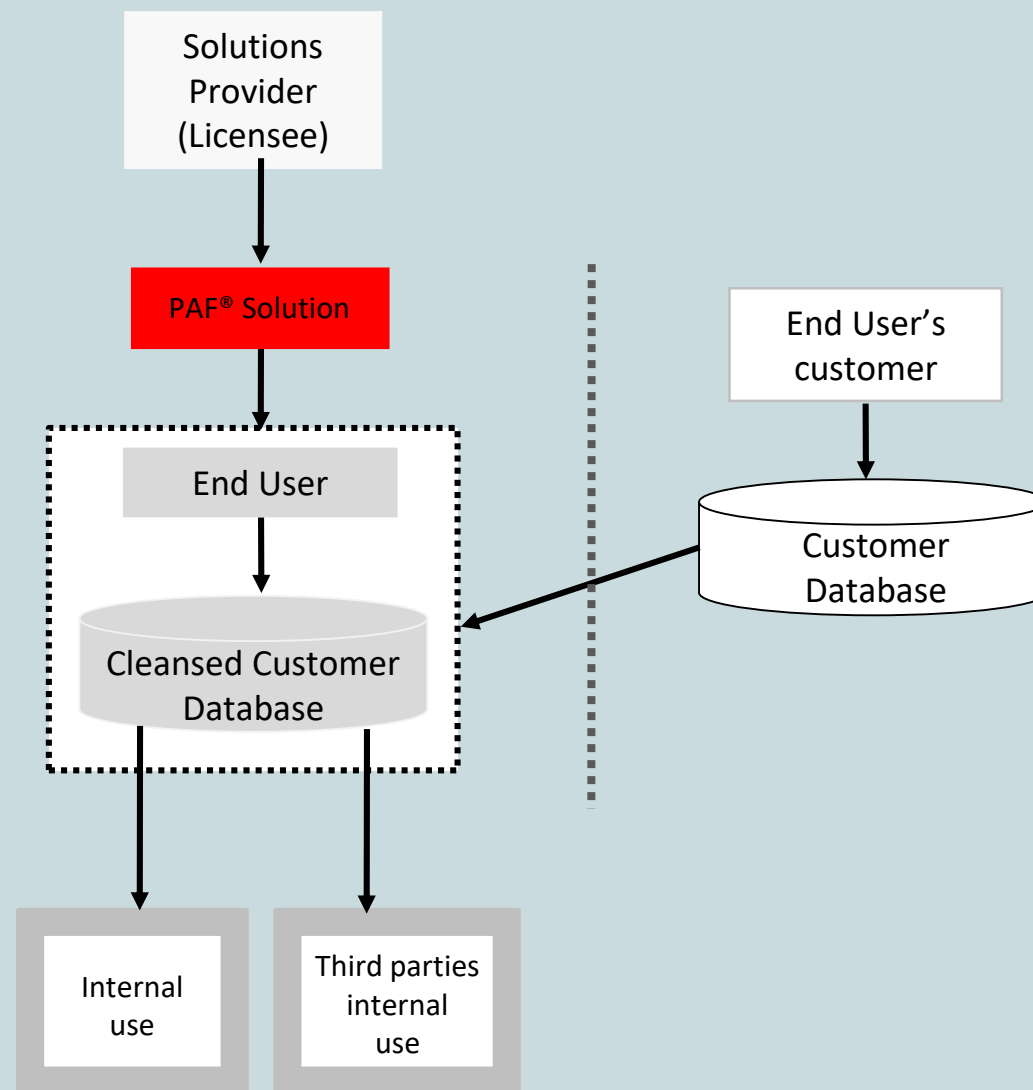 Solutions
Provider
(Licensee)
PAF® Solution
End User's
customer
End User
Customer
Database
Cleansed Customer
Database
Internal
use
Third parties
internal
use